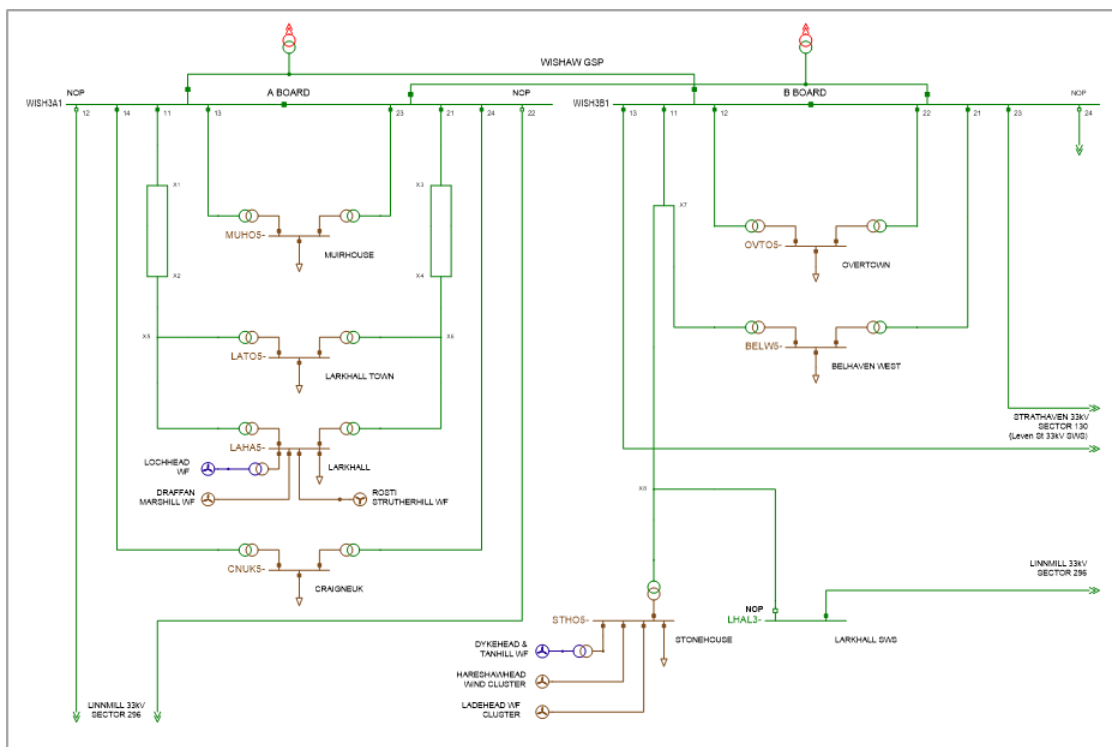 WISHAW GSP
NOP
A BOARD
NOP
B BOARD
NOP
WISH3A1
WISH3B1
12
14
11
13
23
21
24
22
13
11
12
22
21
23
24
X1
X3
X7
MUHO5-
MUIRHOUSE
OVTO5-
OVERTOWN
X2
X4
X5
X6
LATO5-
LARKHALL TOWN
BELW5-
BELHAVEN WEST
STRATHAVEN 33kV
SECTOR 130
(Leven St 33kV SWS)
LAHA5-
LARKHALL
LOCHHEAD
WF
DRAFFAN
MARSHILL WF
ROSTI
STRUTHERHILL WF
X8
CNUK5-
CRAIGNEUK
LINNMILL 33kV
SECTOR 296
NOP
STHO5-
STONEHOUSE
LHAL3-
LARKHALL SWS
DYKEHEAD &
TANHILL WF
HARESHAWHEAD
WIND CLUSTER
LADEHEAD WF
CLUSTER
LINNMILL 33kV
SECTOR 296